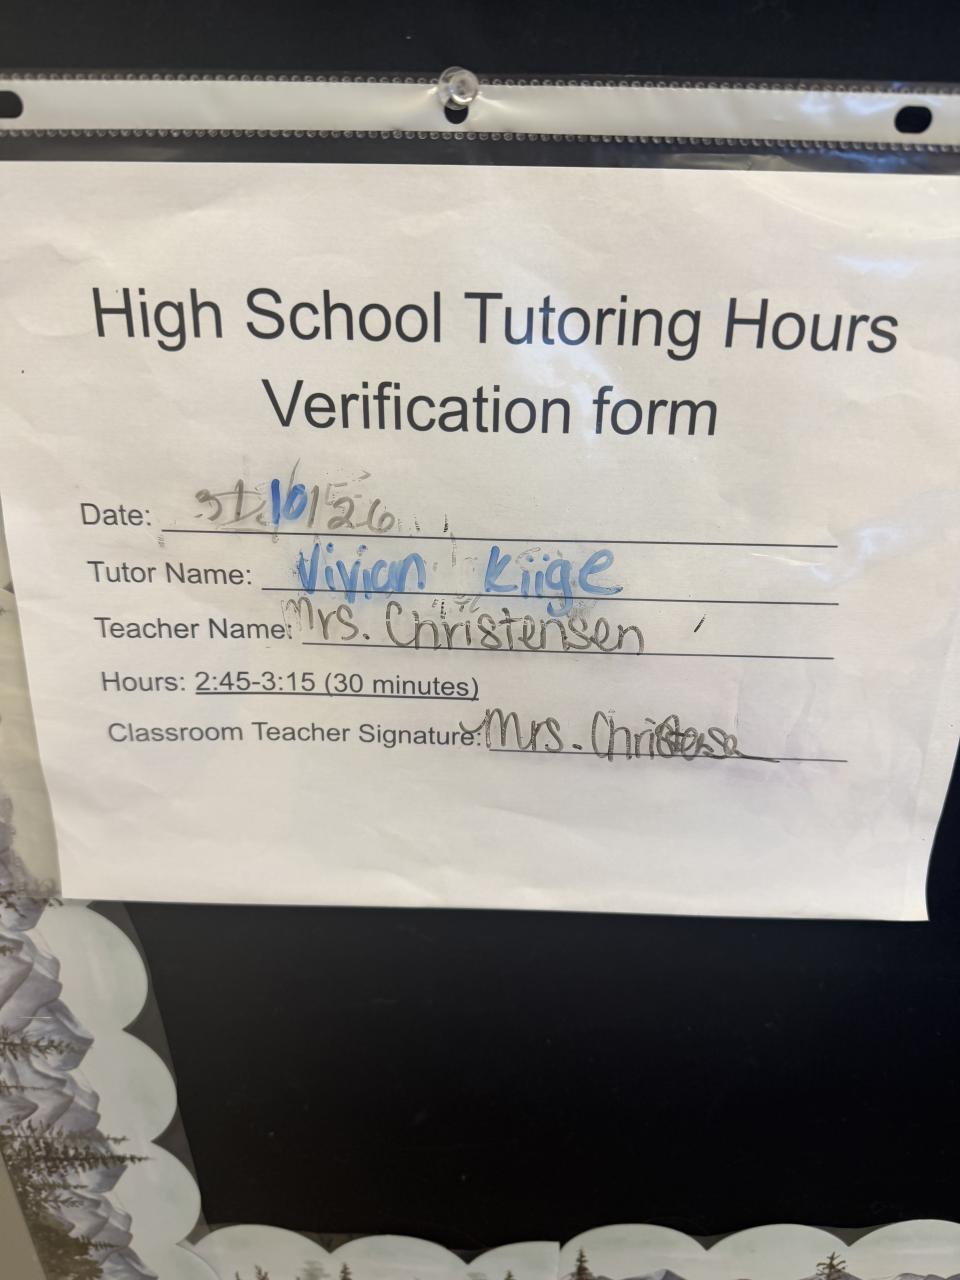 High School Tutoring Hours
Verification form
Date:
Tutor Name: Vivian Kiige
Teacher Name: Mrs. Christensen
Hours: 2:45-3:15 (30 minutes)
Classroom Teacher Signature: Mrs.